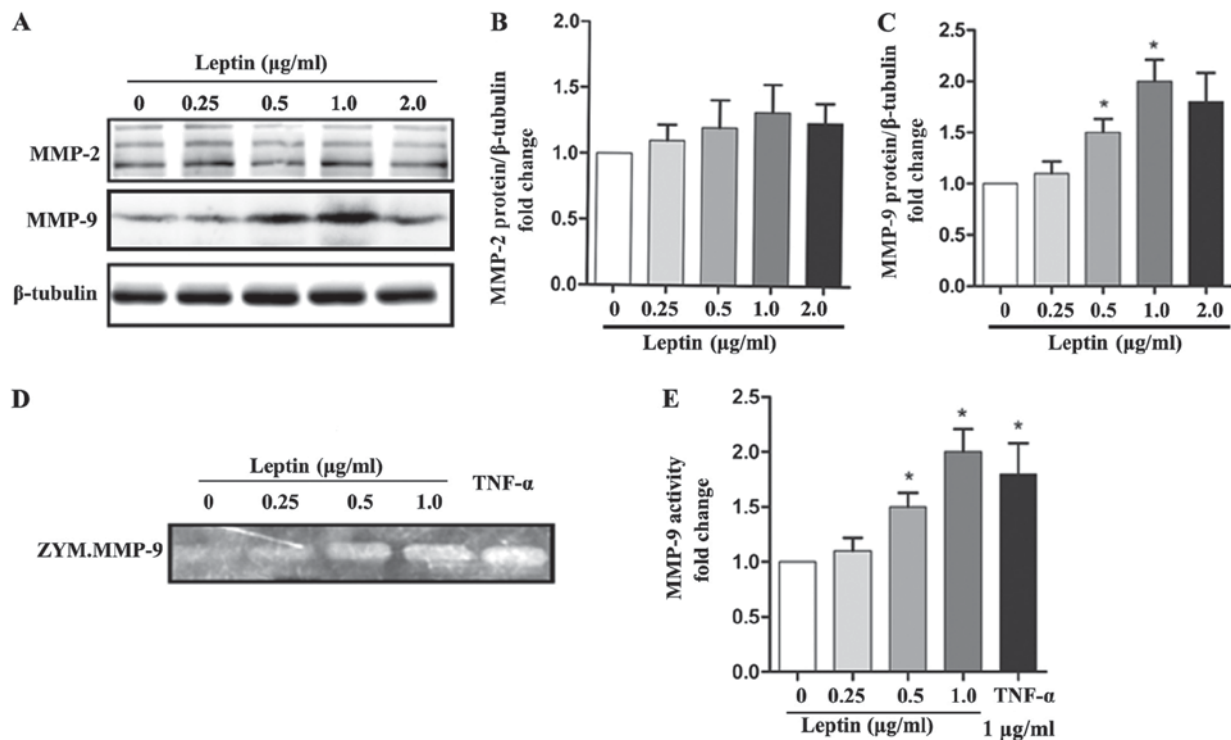 A
Leptin (µg/ml)
0 0.25 0.5 1.0 2.0
MMP-2
MMP-9
β-tubulin
B
MMP-2 protein/β-tubulin
fold change
2.0
1.5
1.0
0.5
0.0
0 0.25 0.5 1.0 2.0
Leptin (µg/ml)
C
MMP-9 protein/β-tubulin
fold change
2.5
2.0
1.5
1.0
0.5
0.0
* *
0 0.25 0.5 1.0 2.0
Leptin (µg/ml)
D
Leptin (µg/ml)
TNF-α
0 0.25 0.5 1.0
ZYM.MMP-9
E
MMP-9 activity
fold change
2.5
2.0
1.5
1.0
0.5
0.0
* * *
0 0.25 0.5 1.0 TNF-α
Leptin (µg/ml) 1 µg/ml